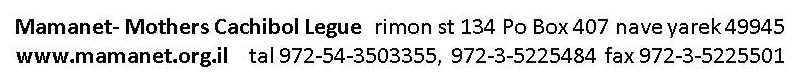 Mamanet- Mothers Cachibol Legue rimon st 134 Po Box 407 nave yarek 49945
www.mamanet.org.il tal 972-54-3503355, 972-3-5225484 fax 972-3-5225501